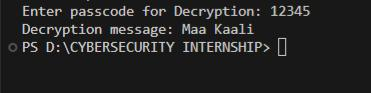 Enter passcode for Decryption: 12345
Decryption message: Maa Kaali
PS D:\CYBERSECURITY INTERNSHIP>